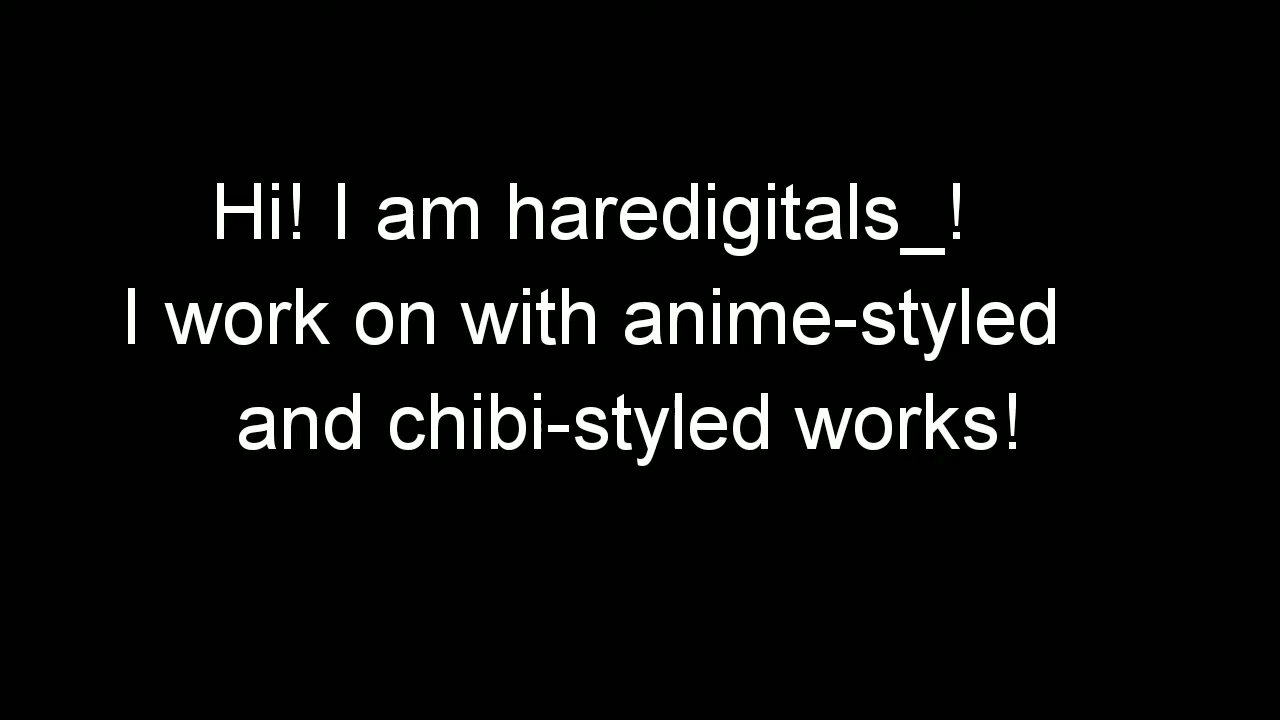 Hi! I am haredigitals_!
I work on with anime-styled
and chibi-styled works!